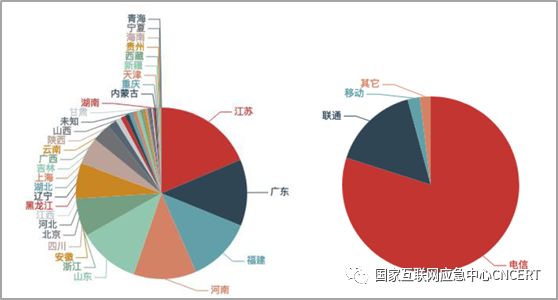 青海
宁夏
海南
贵州
西藏
新疆
天津
重庆
内蒙古
湖南
甘肃
未知
山西
陕西
云南
广西
吉林
上海
湖北
辽宁
黑龙江
江西
河北
北京
四川
安徽
浙江
山东
河南
福建
广东
江苏
其它
移动
联通
电信
国家互联网应急中心CNCERT